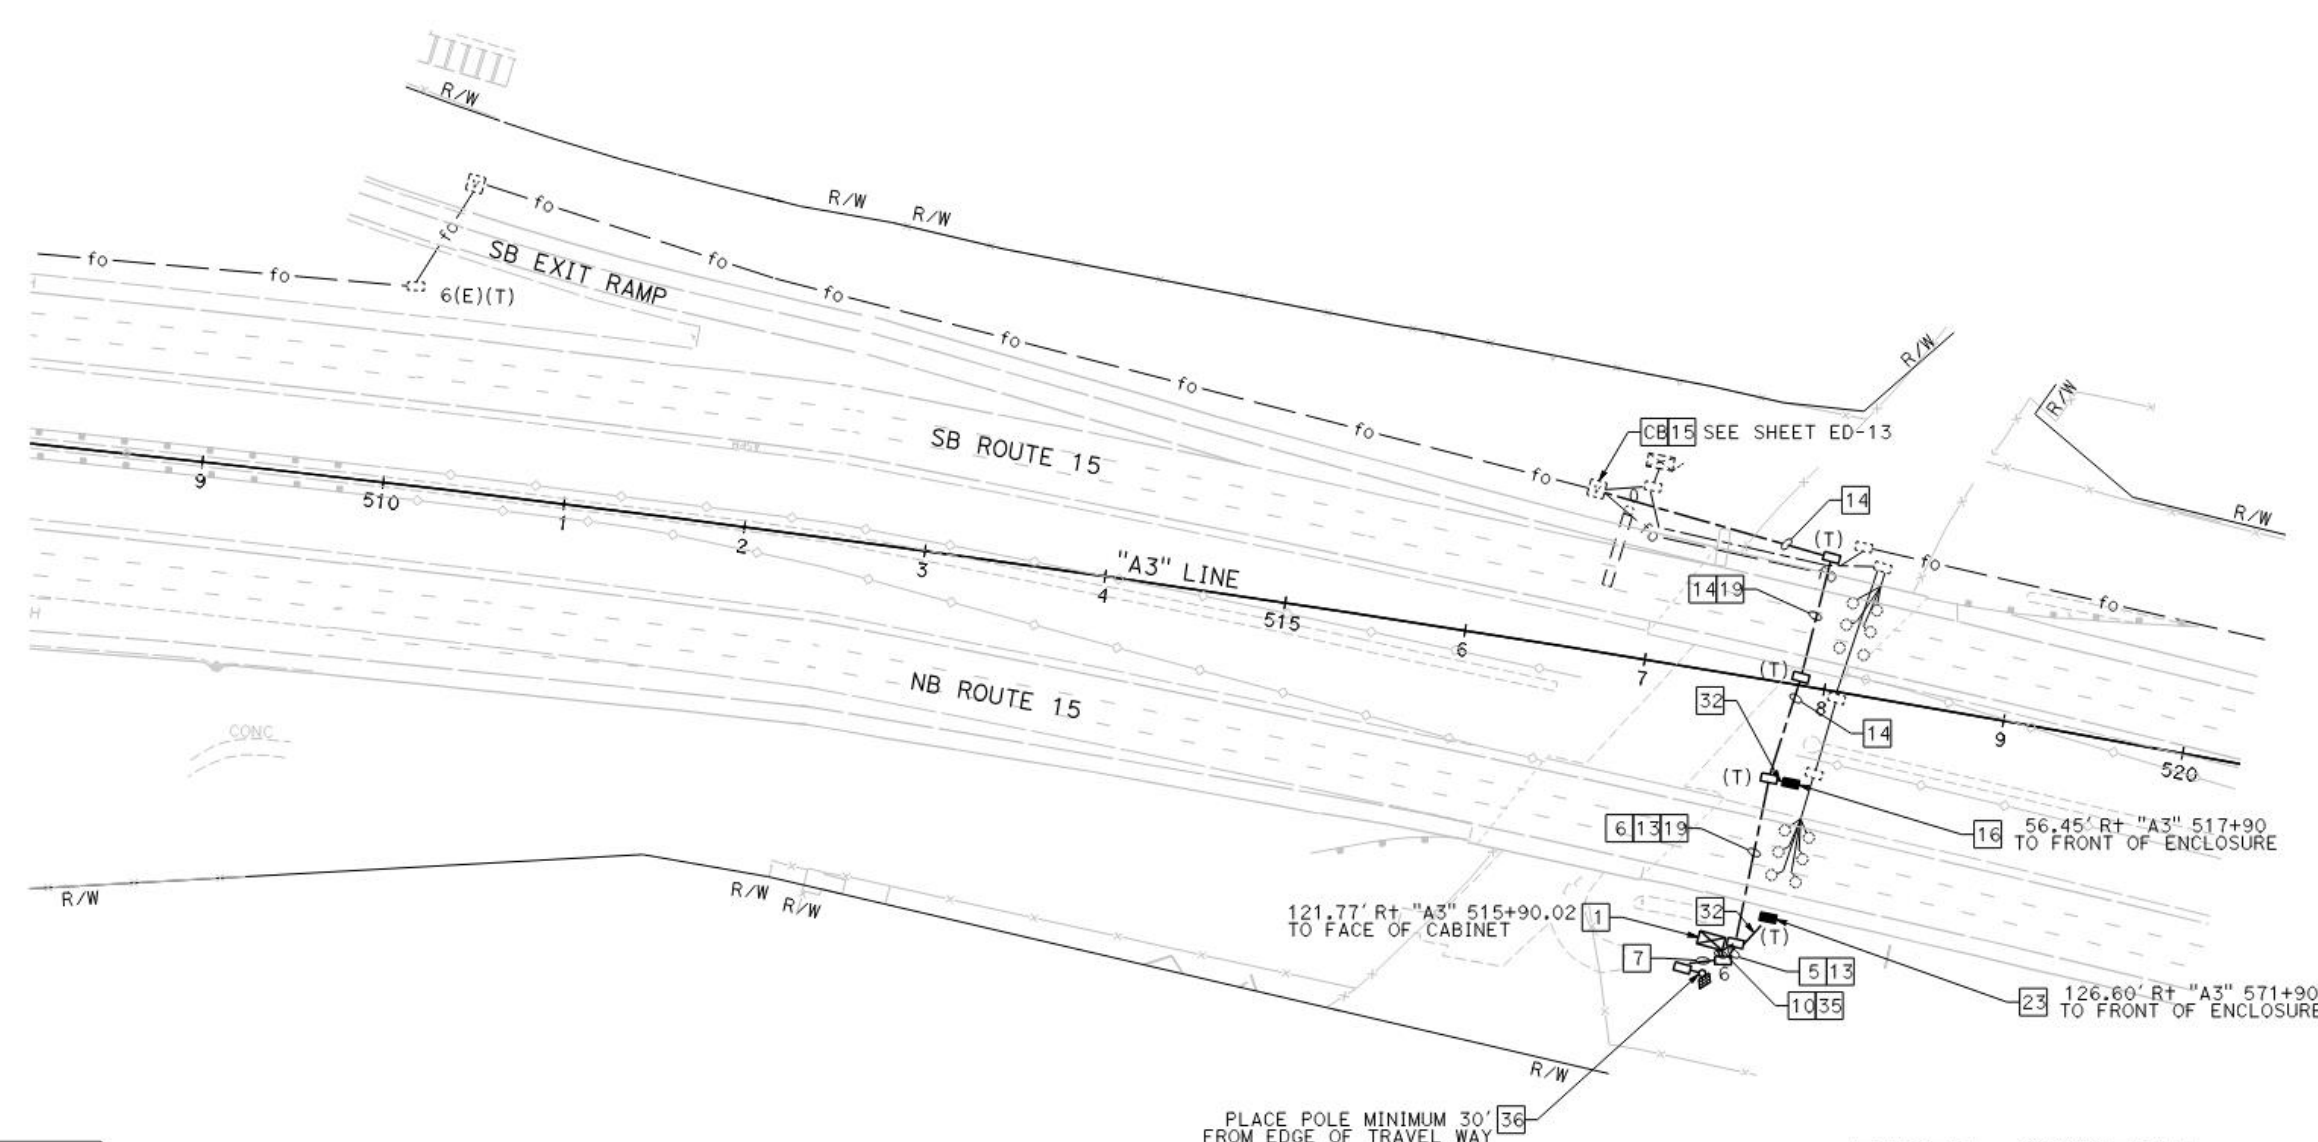 R/W
R/W
R/W
fo
fo
fo
SB EXIT RAMP
fo
fo
fo
6(E)(T)
fo
fo
fo
fo
fo
R/W
R/W
R/W
CB 15 SEE SHEET ED-13
SB ROUTE 15
14
(T)
fo
fo
fo
fo
14 19
"A3" LINE
9
510
1
2
3
4
515
6
7
8
9
520
(T)
32
14
NB ROUTE 15
(T)
H
CONC
6 13 19
16
56.45' Rt "A3" 517+90
TO FRONT OF ENCLOSURE
R/W
R/W
R/W
121.77' Rt "A3" 515+90.02
TO FACE OF CABINET
1
32
(T)
7
6
5 13
10 35
23
126.60' Rt "A3" 571+90
TO FRONT OF ENCLOSURE
R/W
PLACE POLE MINIMUM 30'
FROM EDGE OF TRAVEL WAY
36